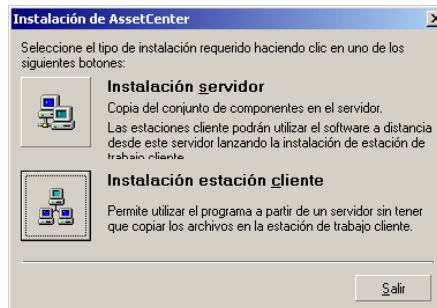 Instalación de AssetCenter
Seleccione el tipo de instalación requerido haciendo clic en uno de los
siguientes botones:
Instalación servidor
Copia del conjunto de componentes en el servidor.
Las estaciones cliente podrán utilizar el software a distancia
desde este servidor lanzando la instalación de estación de
trabajo cliente.
Instalación estación cliente
Permite utilizar el programa a partir de un servidor sin tener
que copiar los archivos en la estación de trabajo cliente.
Salir